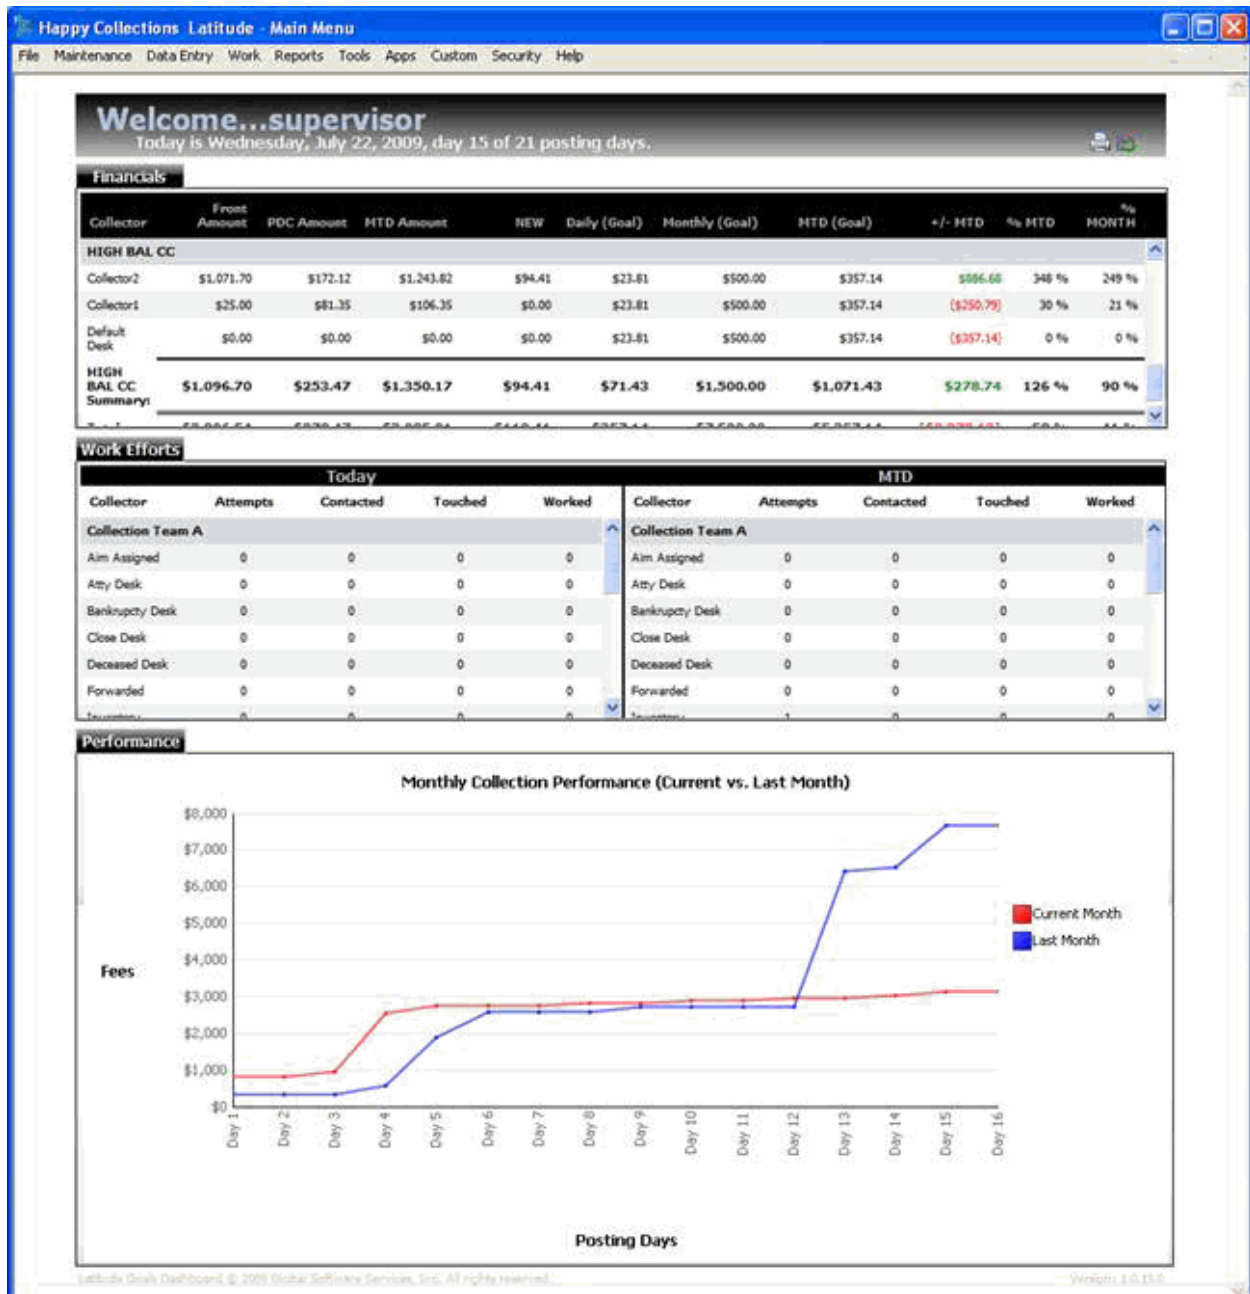 Happy Collections Latitude - Main Menu
File Maintenance Data Entry Work Reports Tools Apps Custom Security Help
Welcome...supervisor
Today is Wednesday, July 22, 2009, day 15 of 21 posting days.
Financials
Collector Front Amount PDC Amount MTD Amount NEW Daily (Goal) Monthly (Goal) MTD (Goal) +/- MTD % MTD % MONTH
HIGH BAL CC
Collector2 $1,071.70 $172.12 $1,243.82 $94.41 $23.81 $500.00 $357.14 $886.68 348 % 249 %
Collector1 $25.00 $81.35 $106.35 $0.00 $23.81 $500.00 $357.14 ($250.79) 30 % 21 %
Default Desk $0.00 $0.00 $0.00 $0.00 $23.81 $500.00 $357.14 ($357.14) 0 % 0 %
HIGH BAL CC Summary: $1,096.70 $253.47 $1,350.17 $94.41 $71.43 $1,500.00 $1,071.43 $278.74 126 % 90 %
Work Efforts
Today MTD
Collector Attempts Contacted Touched Worked Collector Attempts Contacted Touched Worked
Collection Team A Collection Team A
Aim Assigned 0 0 0 0 Aim Assigned 0 0 0 0
Atty Desk 0 0 0 0 Atty Desk 0 0 0 0
Bankrupcty Desk 0 0 0 0 Bankrupcty Desk 0 0 0 0
Close Desk 0 0 0 0 Close Desk 0 0 0 0
Deceased Desk 0 0 0 0 Deceased Desk 0 0 0 0
Forwarded 0 0 0 0 Forwarded 0 0 0 0
Performance
Monthly Collection Performance (Current vs. Last Month)
$8,000
$7,000
$6,000
$5,000
$4,000
$3,000
$2,000
$1,000
$0
Fees
Current Month
Last Month
Day 1 Day 2 Day 3 Day 4 Day 5 Day 6 Day 7 Day 8 Day 9 Day 10 Day 11 Day 12 Day 13 Day 14 Day 15 Day 16
Posting Days
Latitude Goals Dashboard © 2009 Global Software Services, Inc. All rights reserved.